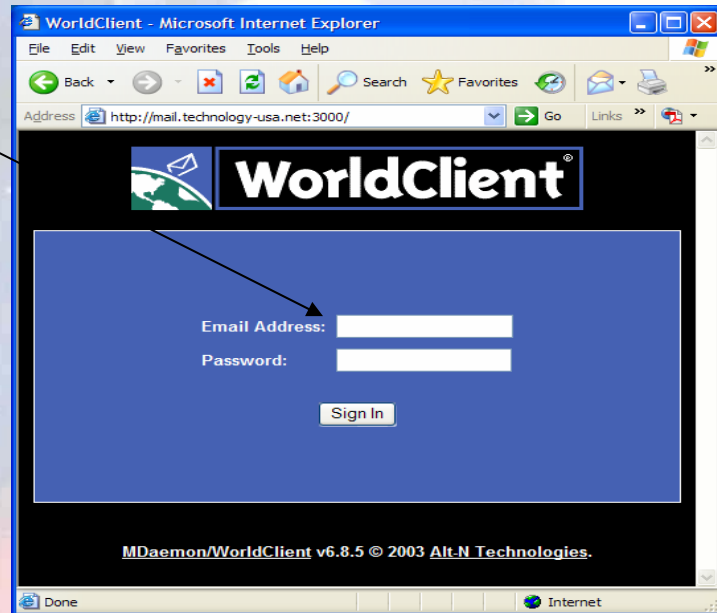 WorldClient - Microsoft Internet Explorer
File Edit View Favorites Tools Help
Back Search Favorites »
Address http://mail.technology-usa.net:3000/ Go Links »
WorldClient®
Email Address:
Password:
Sign In
MDaemon/WorldClient v6.8.5 © 2003 Alt-N Technologies.
Done Internet